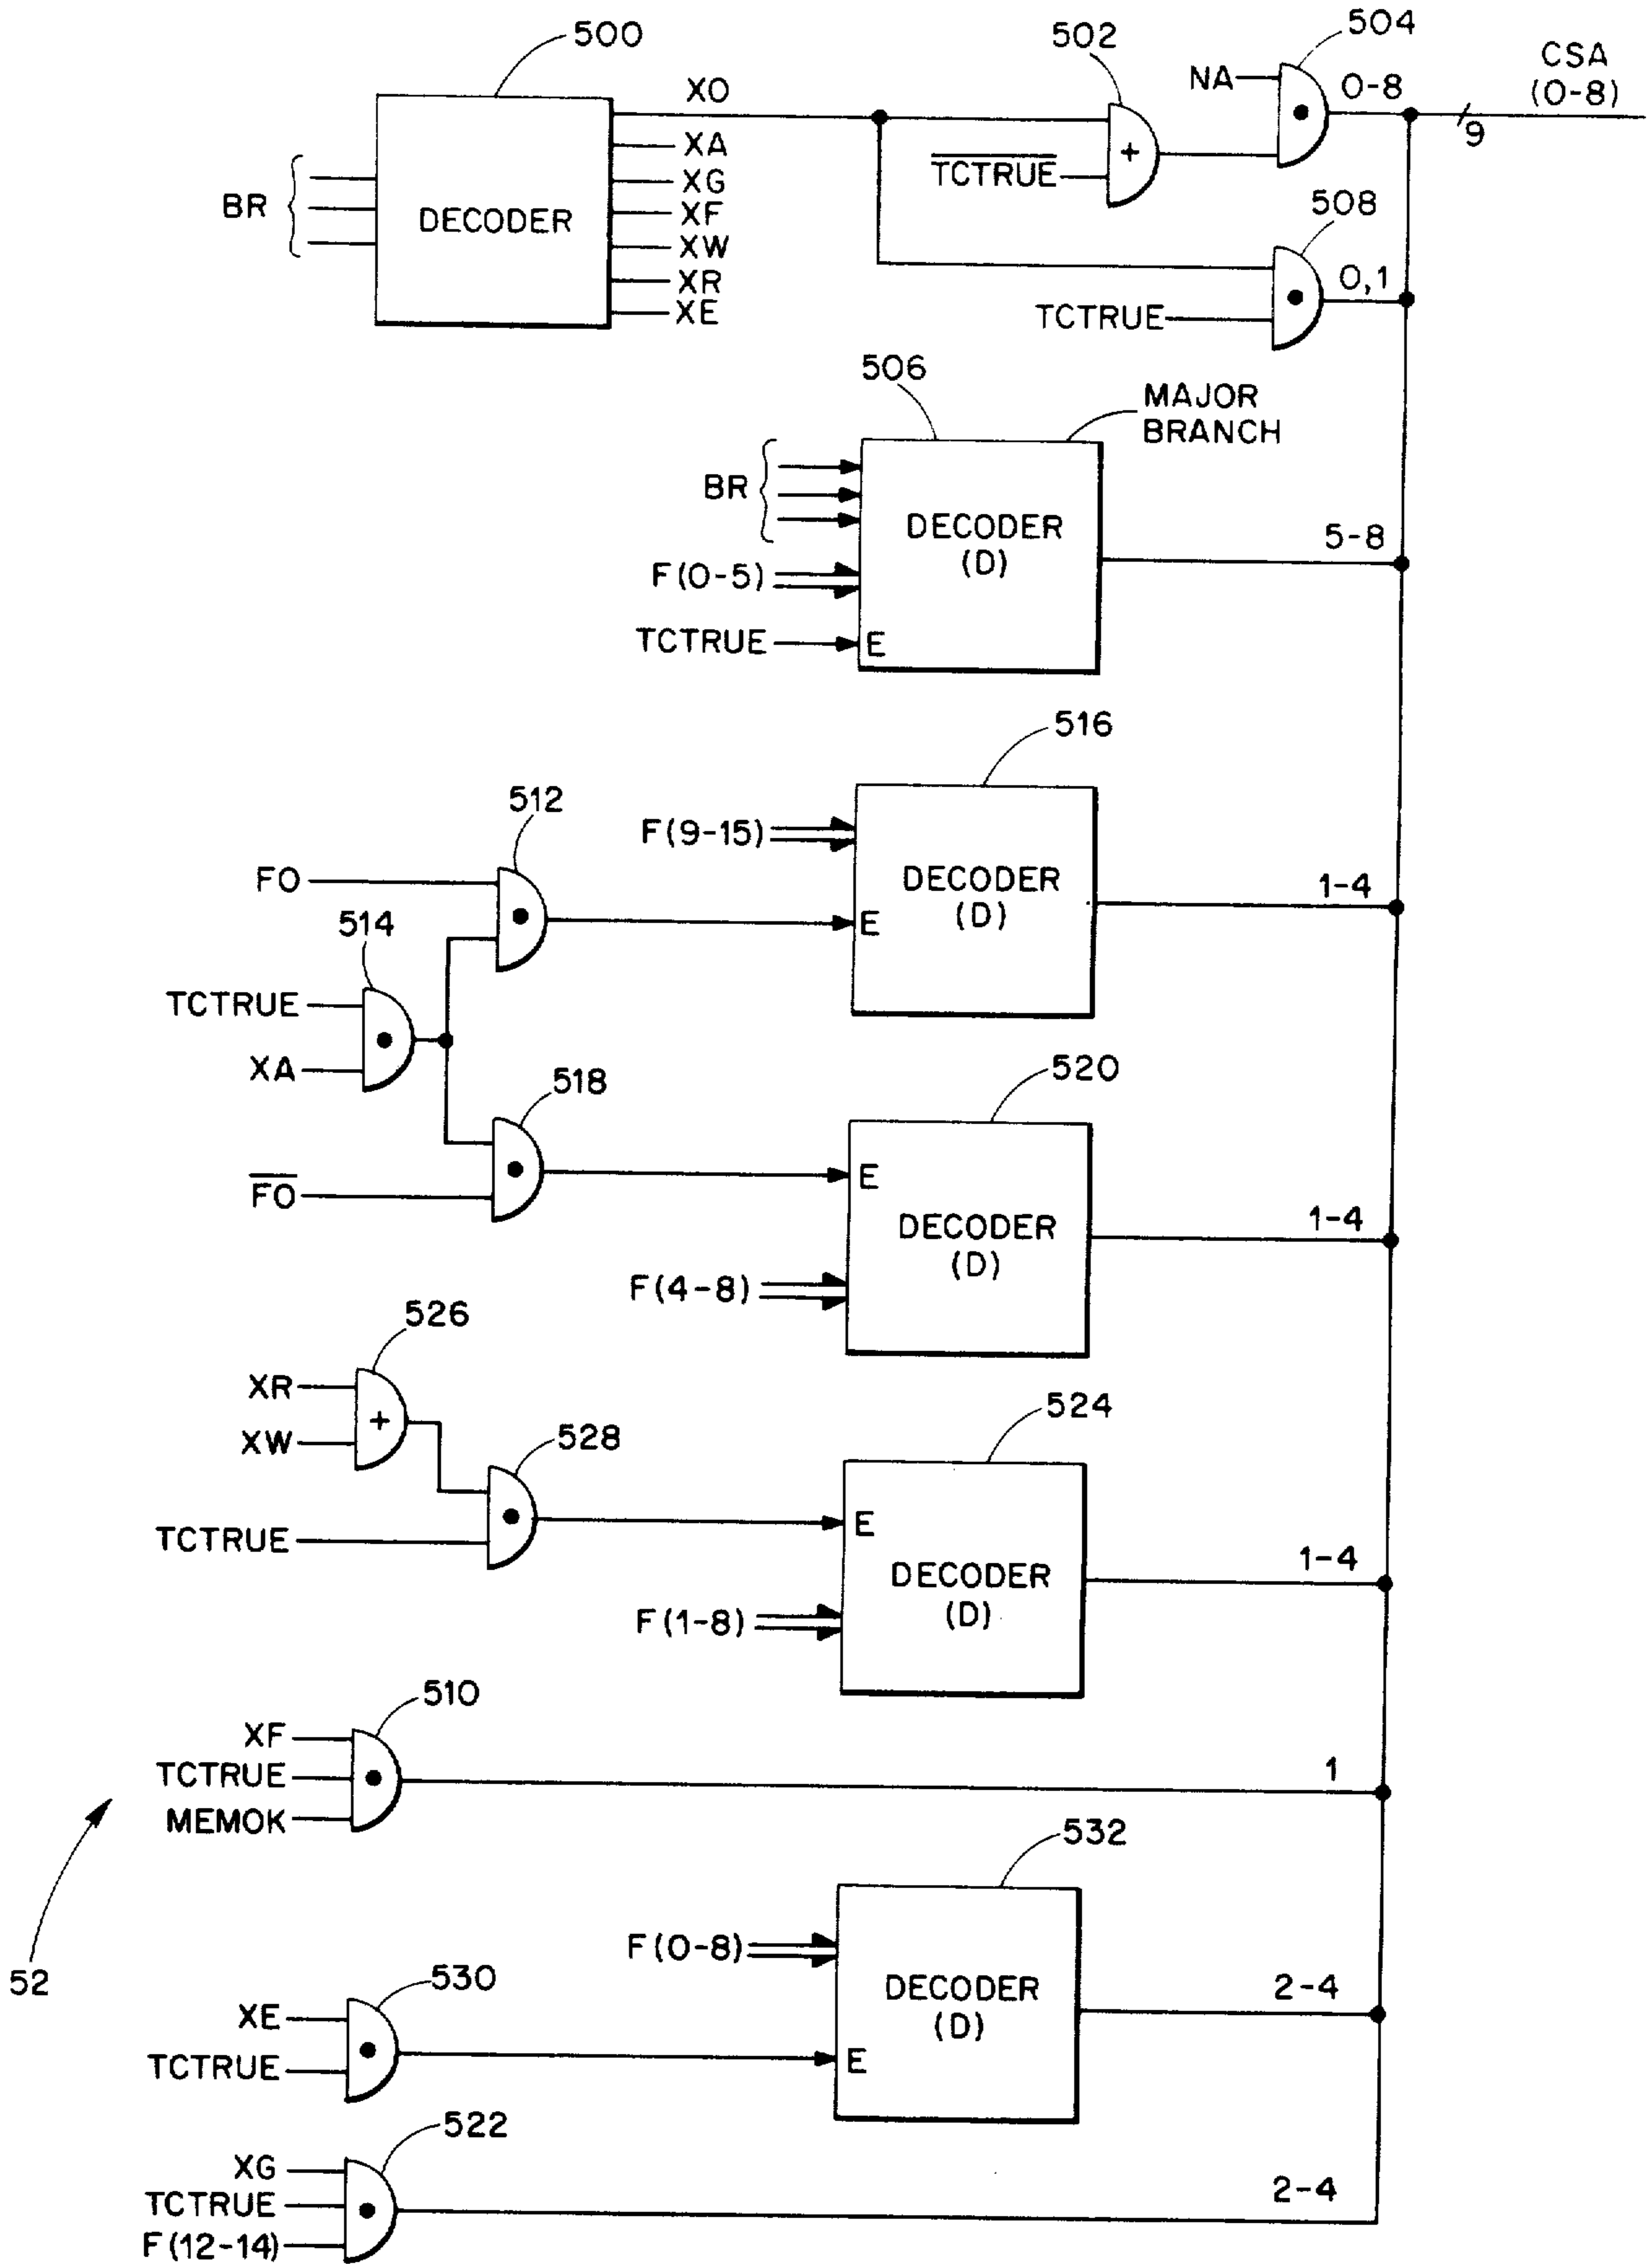 500
502
504
CSA
(0-8)
XO
NA
0-8
9
XA
XG
XF
XW
XR
XE
BR
DECODER
+
TCTRUE
508
0,1
TCTRUE
506
MAJOR
BRANCH
BR
DECODER
(D)
5-8
F(0-5)
TCTRUE
E
516
512
F(9-15)
FO
DECODER
(D)
1-4
514
E
TCTRUE
XA
518
520
E
FO
DECODER
(D)
1-4
F(4-8)
526
XR
+
XW
524
528
E
TCTRUE
DECODER
(D)
1-4
F(1-8)
510
XF
TCTRUE
MEMOK
1
532
52
F(0-8)
530
DECODER
(D)
2-4
XE
TCTRUE
E
522
XG
TCTRUE
F(12-14)
2-4